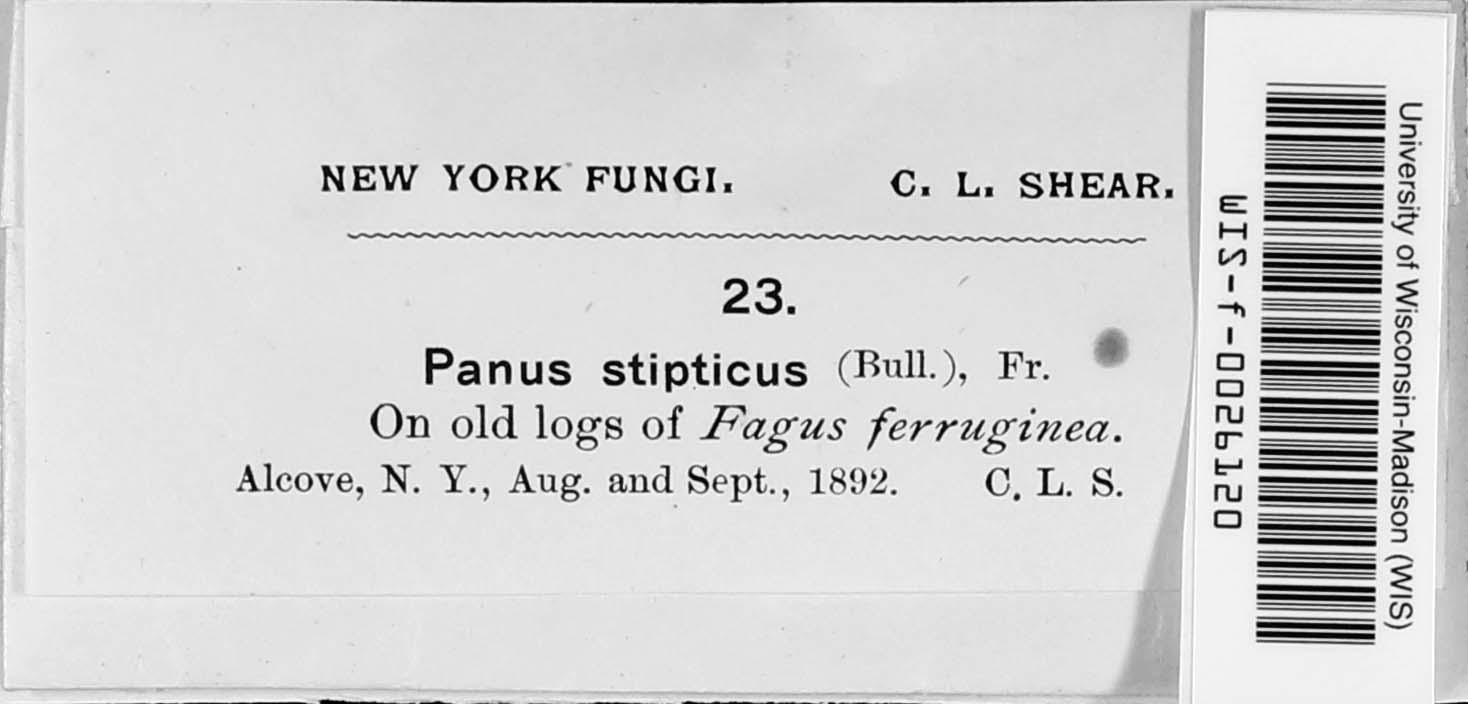 NEW YORK FUNGI. C. L. SHEAR.
23.
Panus stipticus (Bull.), Fr.
On old logs of Fagus ferruginea.
Alcove, N. Y., Aug. and Sept., 1892. C. L. S.
WIS-f-0026120
University of Wisconsin-Madison (WIS)